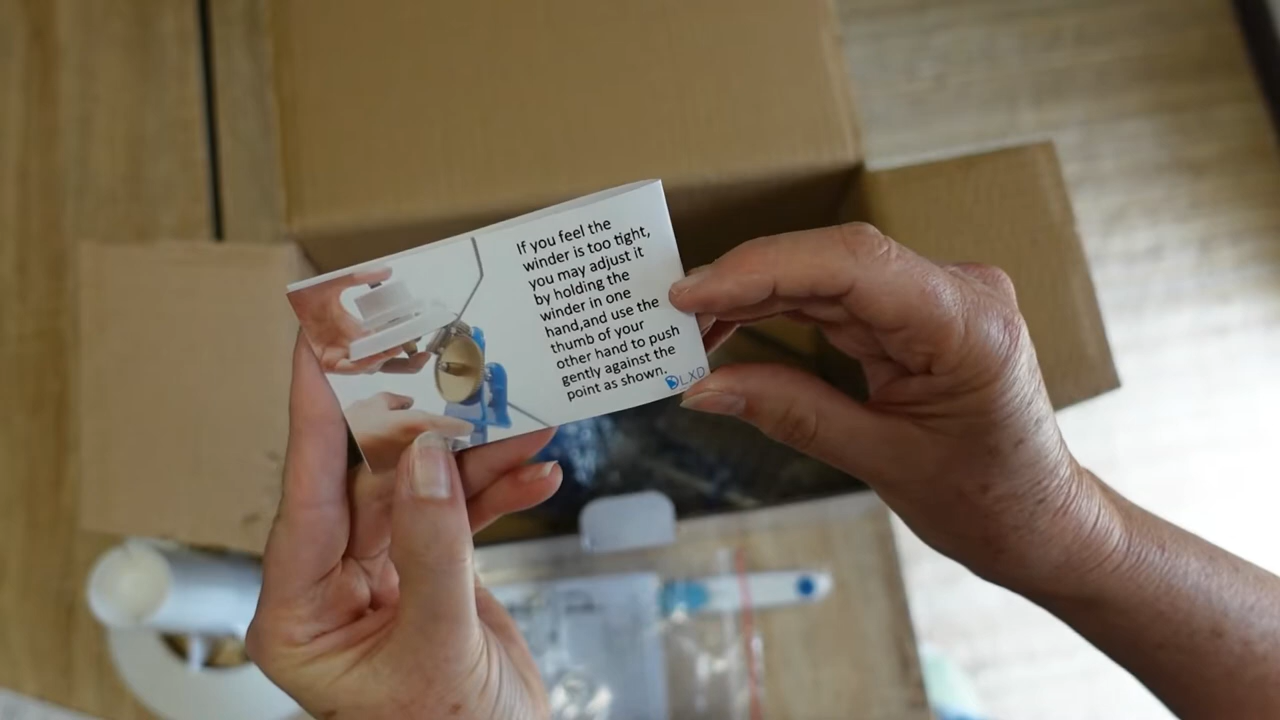 If you feel the
winder is too tight,
you may adjust it
by holding the
winder in one
hand,and use the
thumb of your
other hand to push
gently against the
point as shown.
LXD